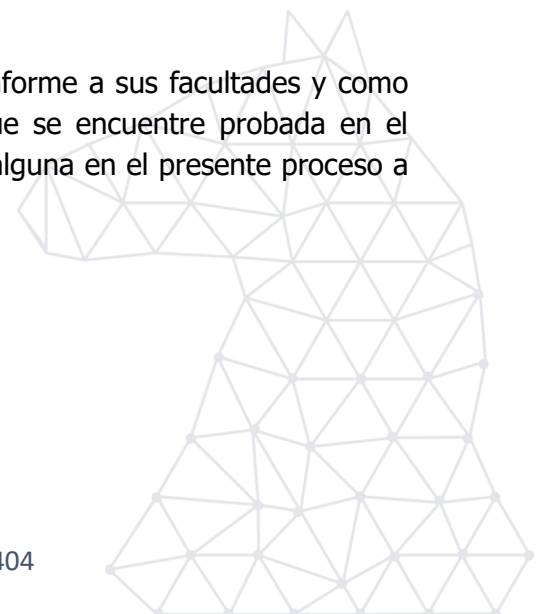 forme a sus facultades y como
ue se encuentre probada en el
alguna en el presente proceso a
404